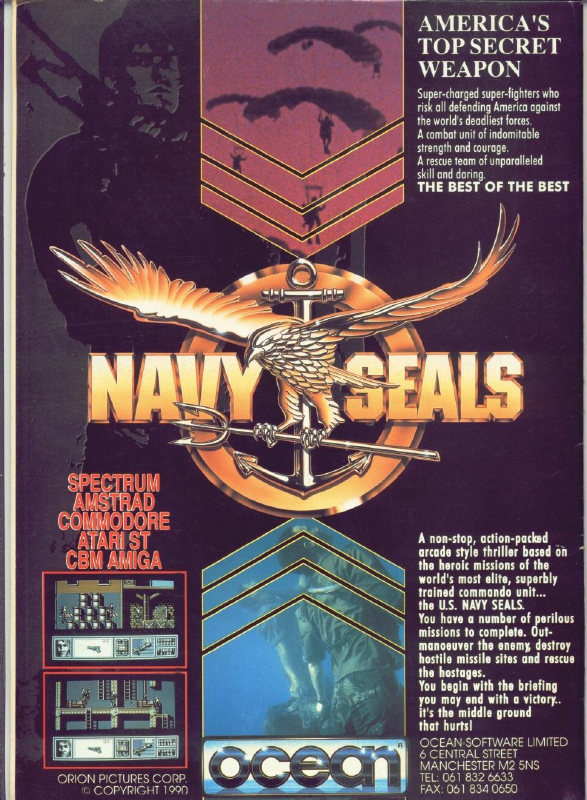 AMERICA'S
TOP SECRET
WEAPON
Super-charged super-fighters who
risk all defending America against
the world's deadliest forces.
A combat unit of indomitable
strength and courage.
A rescue team of unparalleled
skill and daring.
THE BEST OF THE BEST
NAVY SEALS
SPECTRUM
AMSTRAD
COMMODORE
ATARI ST
CBM AMIGA
A non-stop, action-packed
arcade style thriller based on
the heroic missions of the
world's most elite, superbly
trained commando unit...
the U.S. NAVY SEALS.
You have a number of perilous
missions to complete. Out-
manoeuver the enemy, destroy
hostile missile sites and rescue
the hostages.
You begin with the briefing
you may end with a victory..
it's the middle ground
that hurts!
ocean
OCEAN SOFTWARE LIMITED
6 CENTRAL STREET
MANCHESTER M2 5NS
TEL: 061 832 6633
FAX: 061 834 0650
ORION PICTURES CORP.
© COPYRIGHT 1990